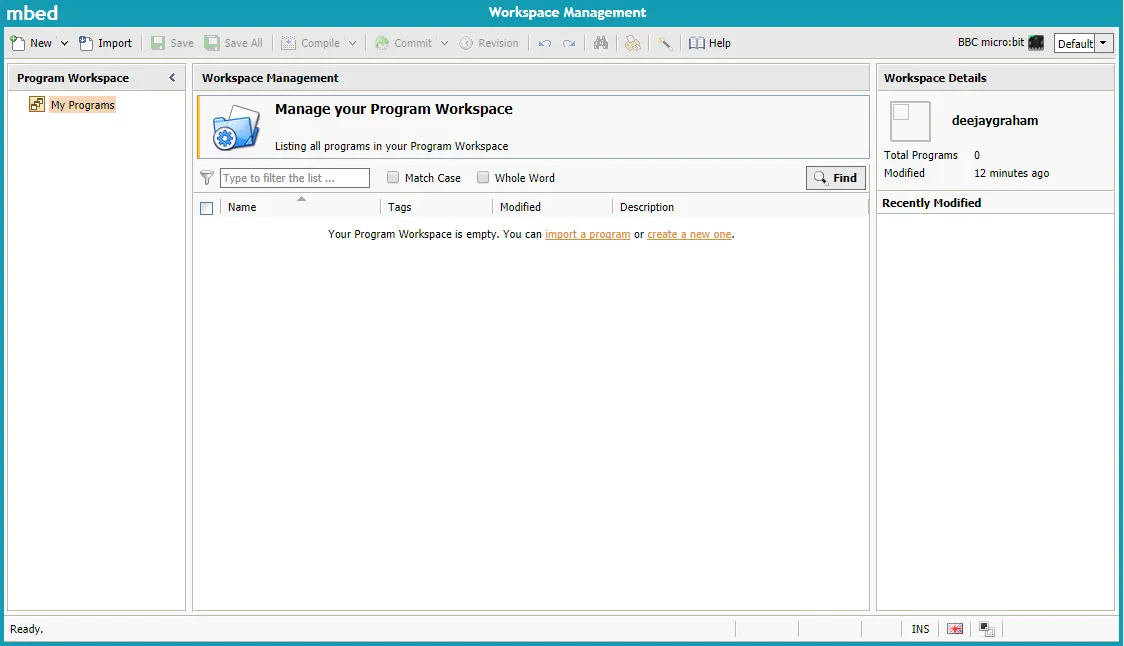 mbed
Workspace Management
New Import Save Save All Compile Commit Revision Help BBC micro:bit Default
Program Workspace
My Programs
Workspace Management
Manage your Program Workspace
Listing all programs in your Program Workspace
Type to filter the list ... Match Case Whole Word Find
Name Tags Modified Description
Your Program Workspace is empty. You can import a program or create a new one.
Workspace Details
deejaygraham
Total Programs 0
Modified 12 minutes ago
Recently Modified
Ready. INS